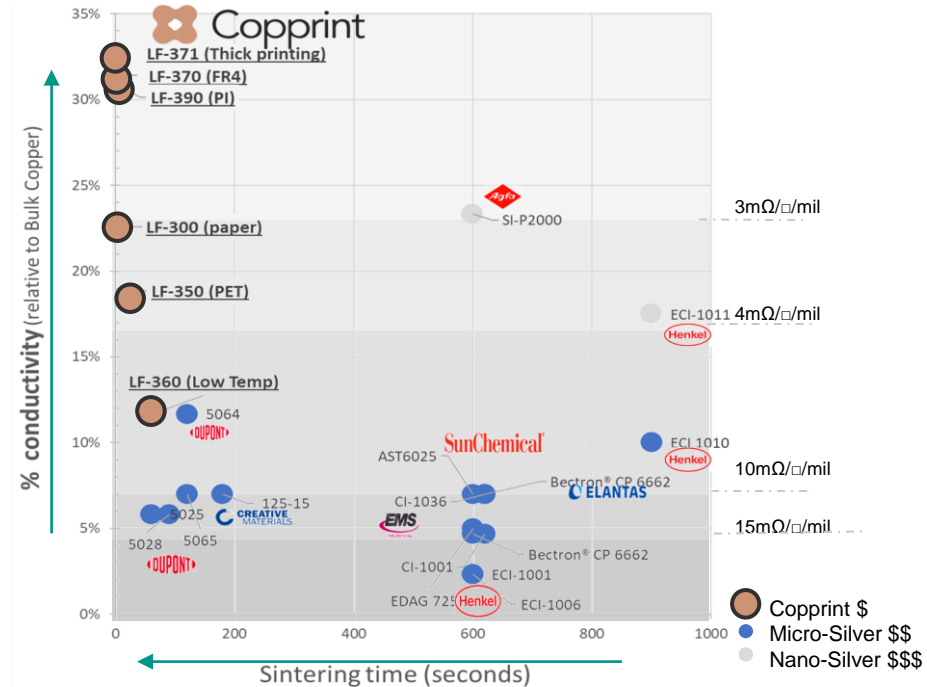 Copprint
35%
30%
25%
20%
15%
10%
5%
0%
% conductivity (relative to Bulk Copper)
LF-371 (Thick printing)
LF-370 (FR4)
LF-390 (PI)
LF-300 (paper)
LF-350 (PET)
LF-360 (Low Temp)
Agfa
SI-P2000
3mΩ/□/mil
ECI-1011
4mΩ/□/mil
Henkel
5064
DUPONT
SunChemical
AST6025
ECI 1010
Henkel
10mΩ/□/mil
Bectron® CP 6662
ELANTAS
CI-1036
125-15
CREATIVE
MATERIALS
5025
5028
5065
DUPONT
EMS
15mΩ/□/mil
Bectron® CP 6662
CI-1001
ECI-1001
EDAG 725
Henkel
ECI-1006
0
200
400
600
800
1000
Sintering time (seconds)
Copprint $
Micro-Silver $$
Nano-Silver $$$